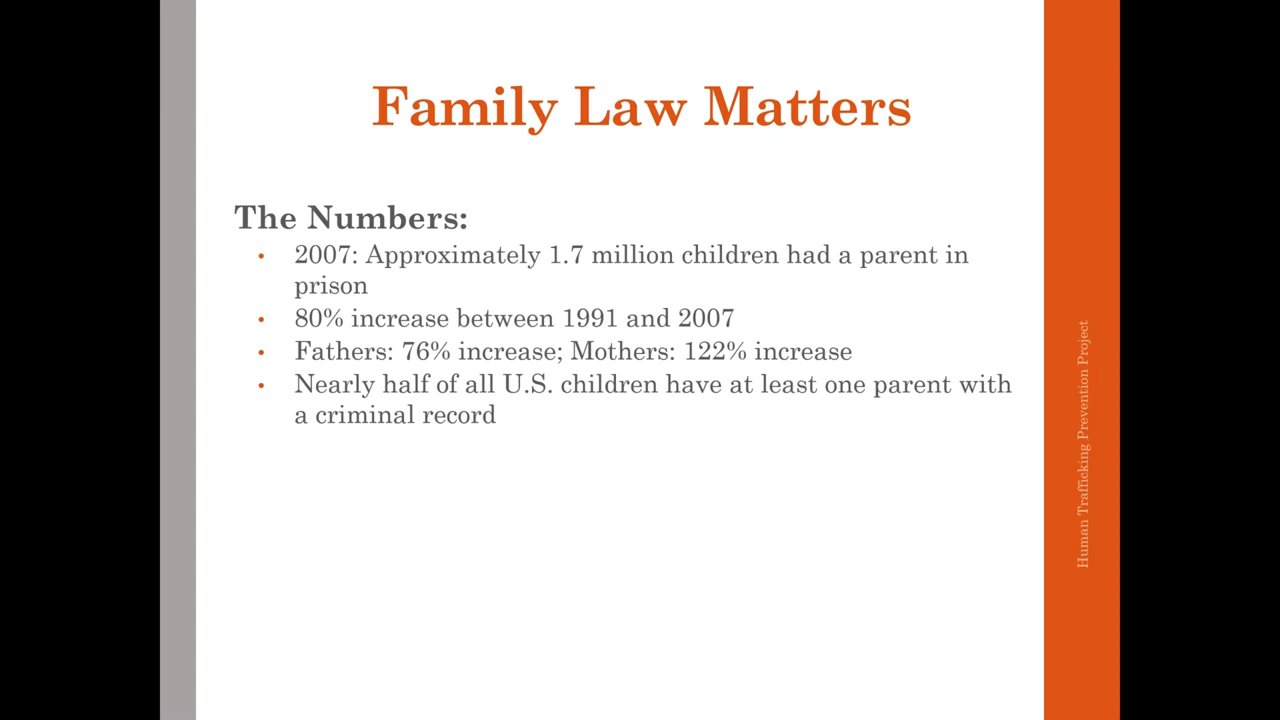 Family Law Matters
The Numbers:
• 2007: Approximately 1.7 million children had a parent in
prison
• 80% increase between 1991 and 2007
• Fathers: 76% increase; Mothers: 122% increase
• Nearly half of all U.S. children have at least one parent with
a criminal record
Human Trafficking Prevention Project